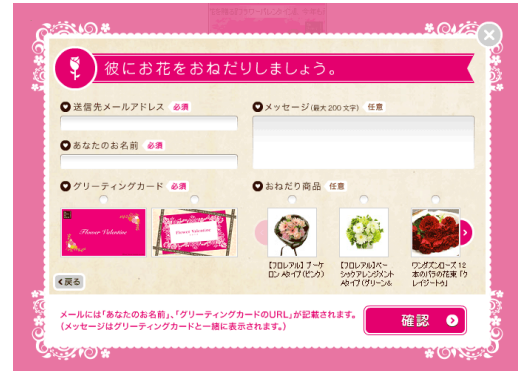 彼にお花をおねだりしましょう。
送信先メールアドレス 必須
メッセージ(最大200文字) 任意
あなたのお名前 必須
グリーティングカード 必須
おねだり商品 任意
Flower Valentine
Flower Valentine
【フロレアル】ブーケ
ロン Aタイプ(ピンク)
【フロレアル】ベー
シックアレンジメント
Aタイプ(グリーン&
ワンダズンローズ 12
本のバラの花束「ク
レイジートゥ」
戻る
メールには「あなたのお名前」、「グリーティングカードのURL」が記載されます。
(メッセージはグリーティングカードと一緒に表示されます。)
確認